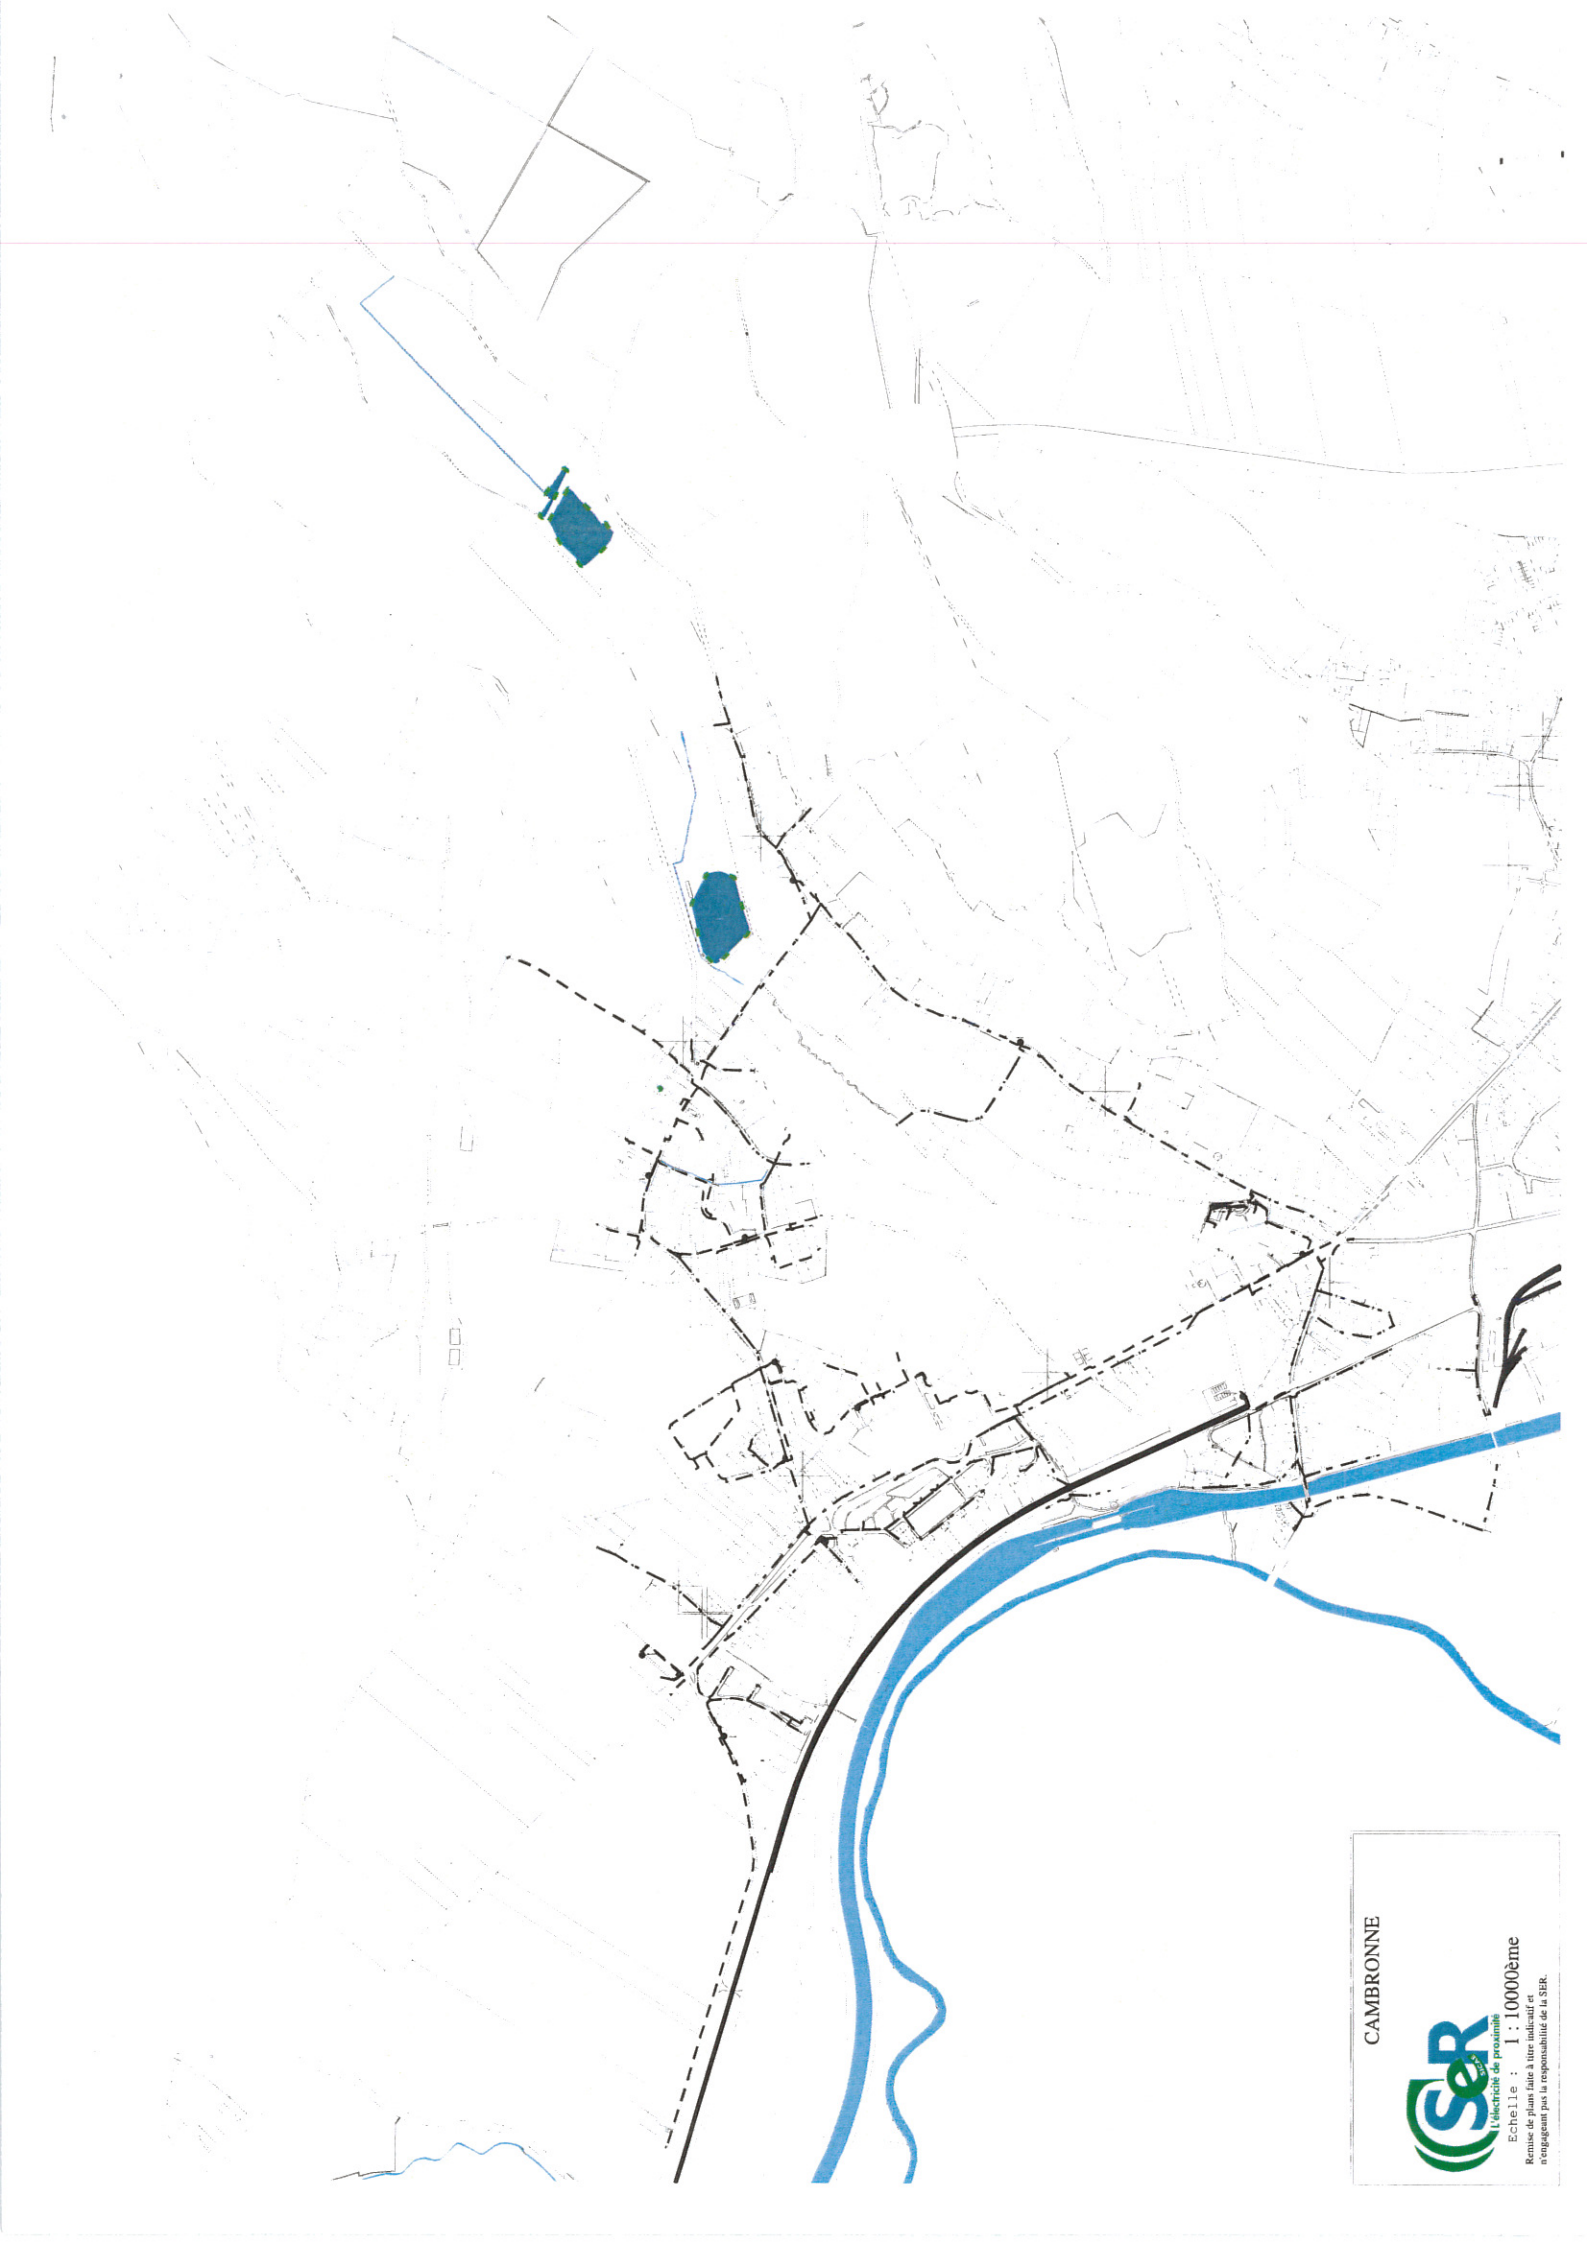 CAMBRONNE
SeR
SICAE
L'électricité de proximité
Echelle : 1 : 10000ème
Remise de plans faite à titre indicatif et
n'engageant pas la responsabilité de la SER.